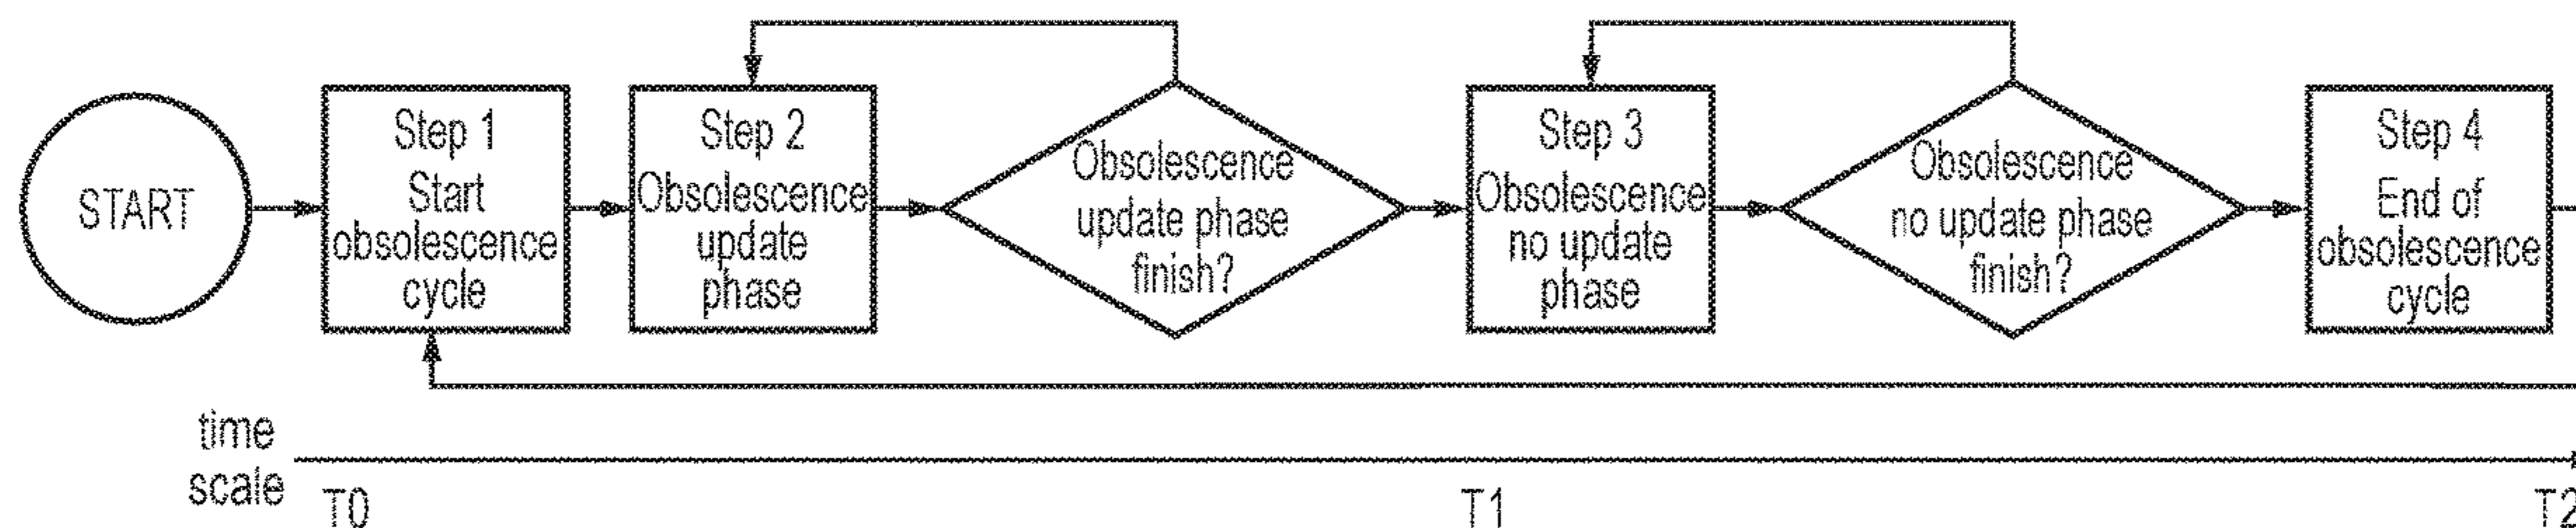 START
Step 1
Start
obsolescence
cycle
Step 2
Obsolescence
update
phase
Obsolescence
update phase
finish?
Step 3
Obsolescence
no update
phase
Obsolescence
no update phase
finish?
Step 4
End of
obsolescence
cycle
time
scale
T0
T1
T2